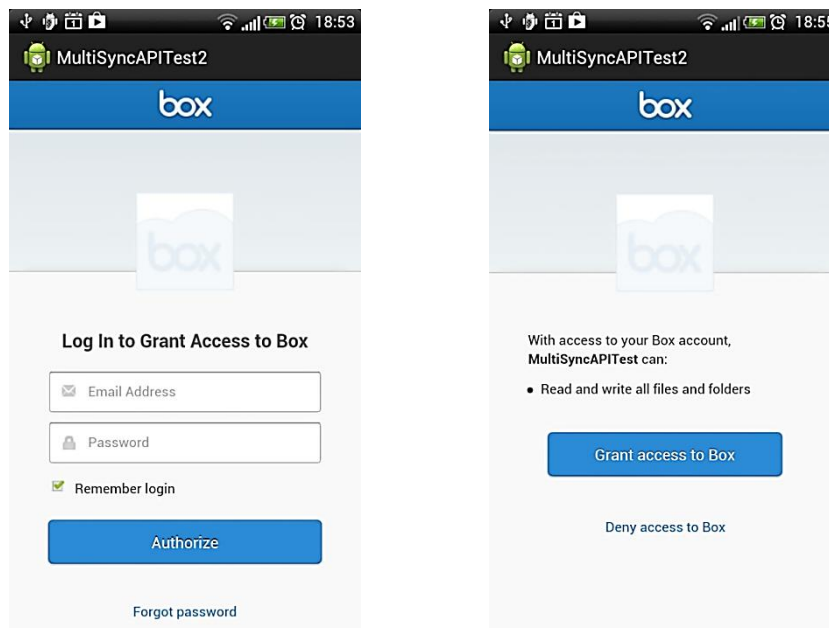 18:53
MultiSyncAPITest2
box
box
Log In to Grant Access to Box
Email Address
Password
Remember login
Authorize
Forgot password
18:55
MultiSyncAPITest2
box
box
With access to your Box account,
MultiSyncAPITest can:
• Read and write all files and folders
Grant access to Box
Deny access to Box